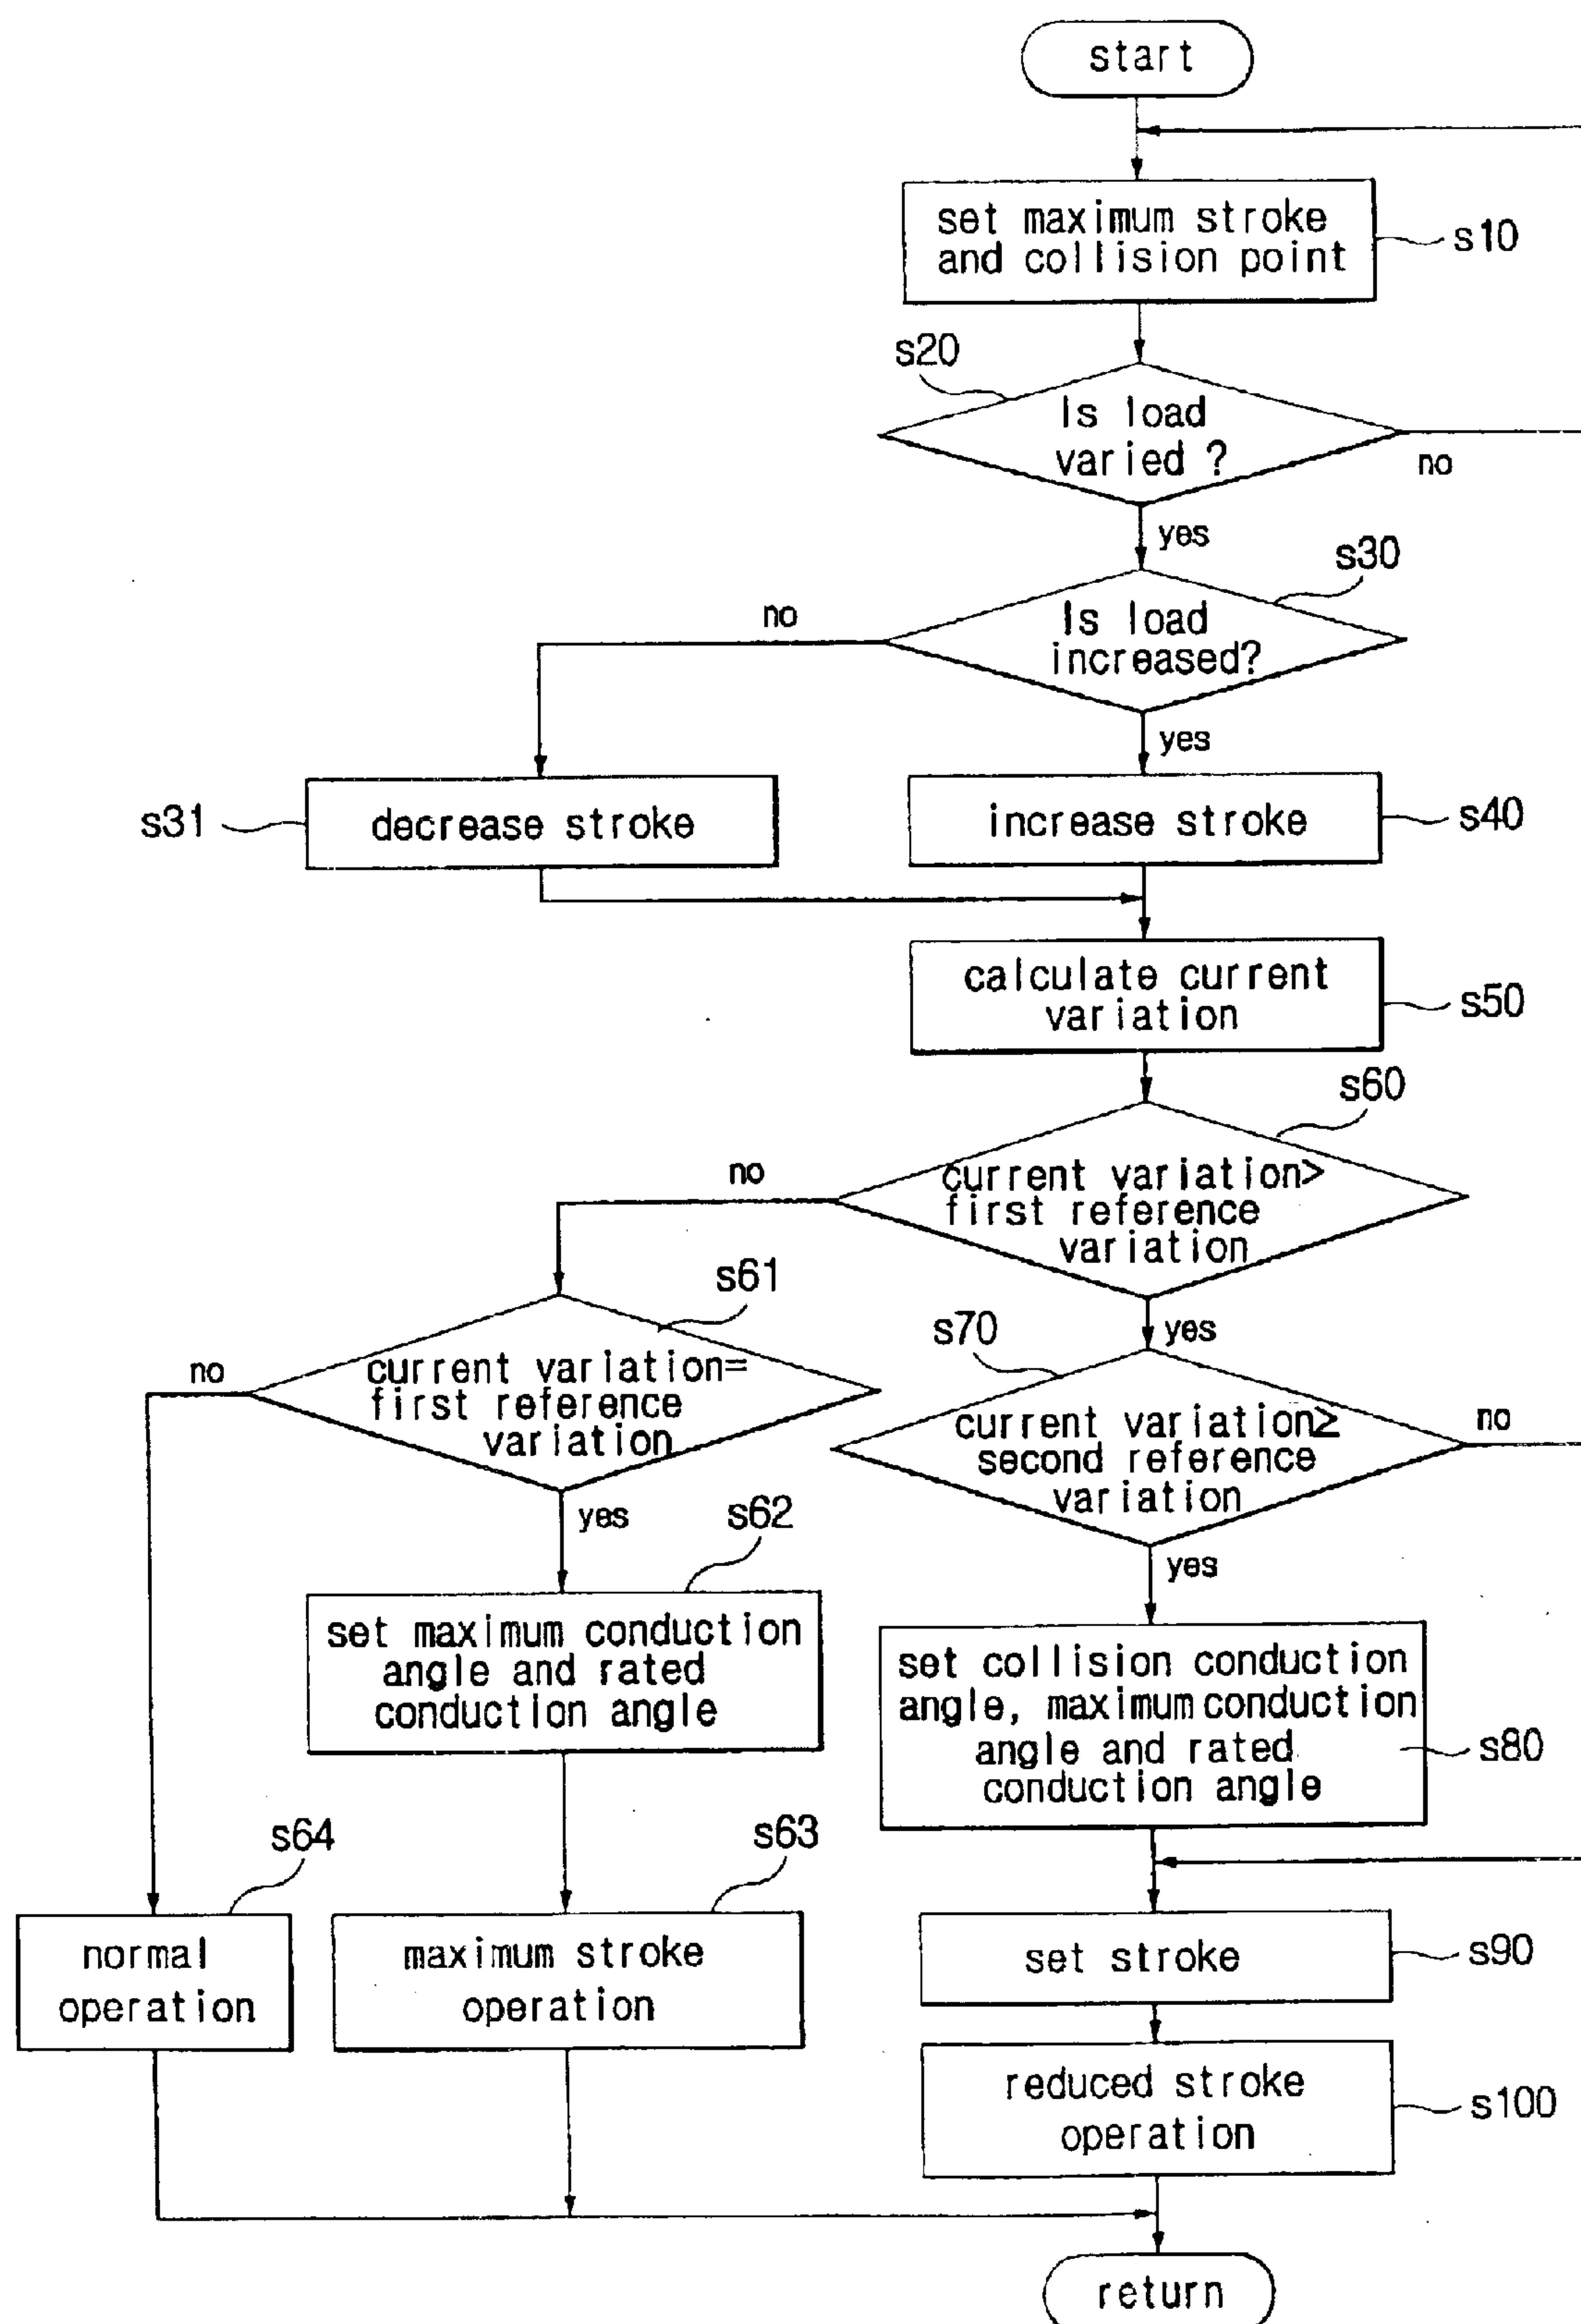 start
set maximum stroke
and collision point
s10
s20
Is load
varied ?
no
yes
s30
Is load
increased?
no
yes
s31
decrease stroke
increase stroke
s40
calculate current
variation
s50
s60
current variation>
first reference
variation
no
yes
s61
current variation=
first reference
variation
no
yes
s70
current variation≥
second reference
variation
no
yes
s62
set maximum conduction
angle and rated
conduction angle
set collision conduction
angle, maximum conduction
angle and rated
conduction angle
s80
s64
normal
operation
s63
maximum stroke
operation
set stroke
s90
reduced stroke
operation
s100
return